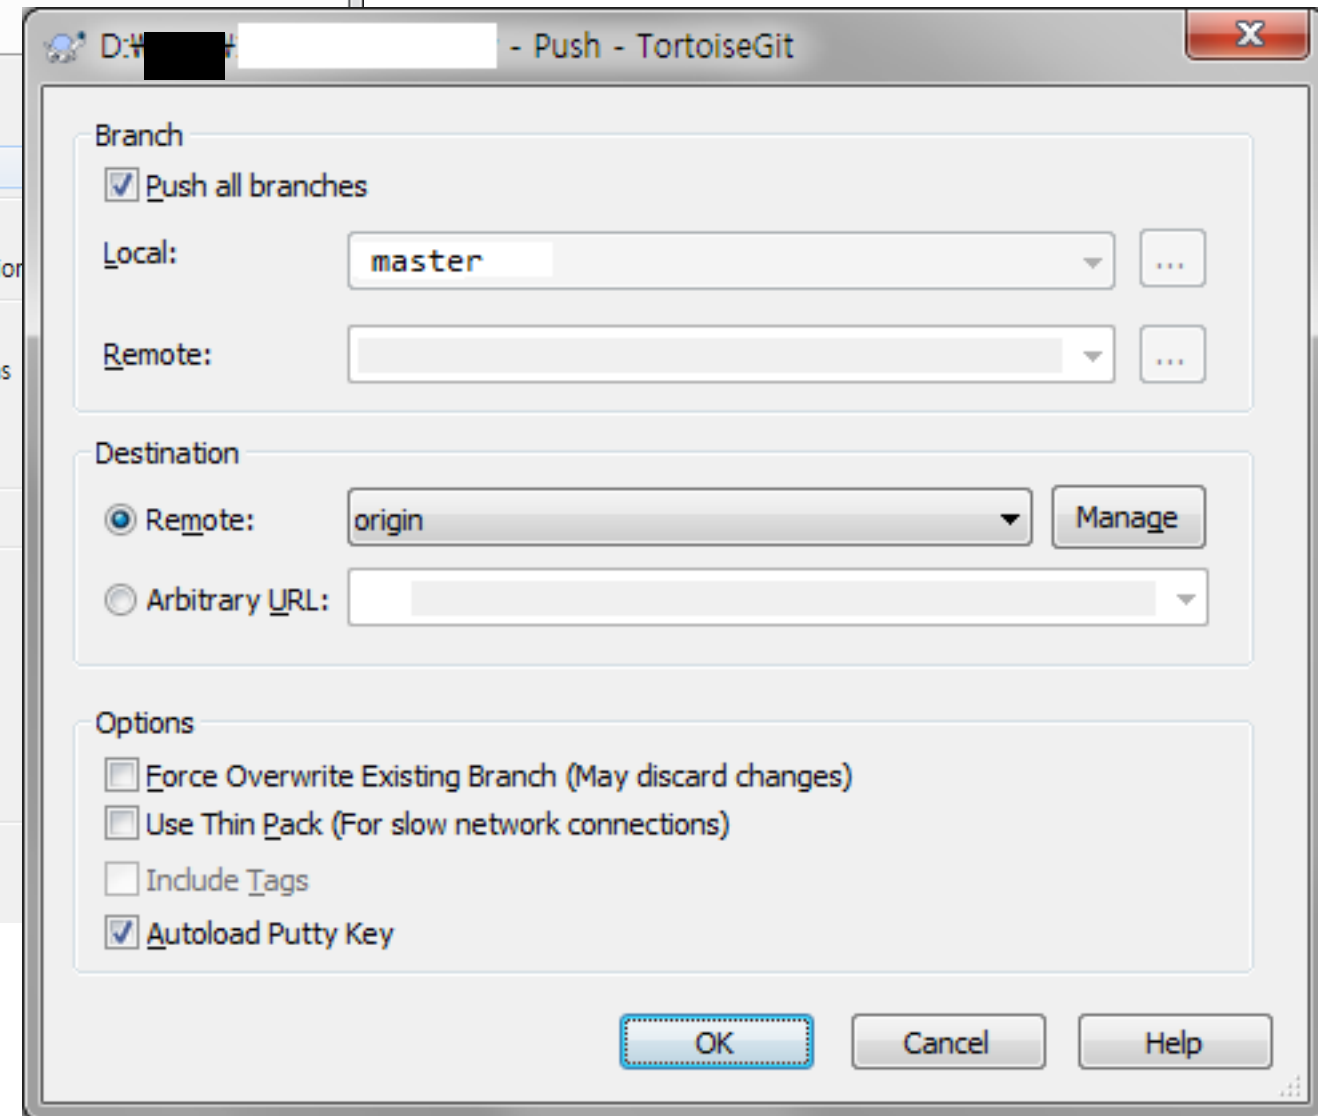 D:₩ ₩ - Push - TortoiseGit
Branch
Push all branches
Local: master ...
Remote: ...
Destination
Remote: origin Manage
Arbitrary URL:
Options
Force Overwrite Existing Branch (May discard changes)
Use Thin Pack (For slow network connections)
Include Tags
Autoload Putty Key
OK Cancel Help